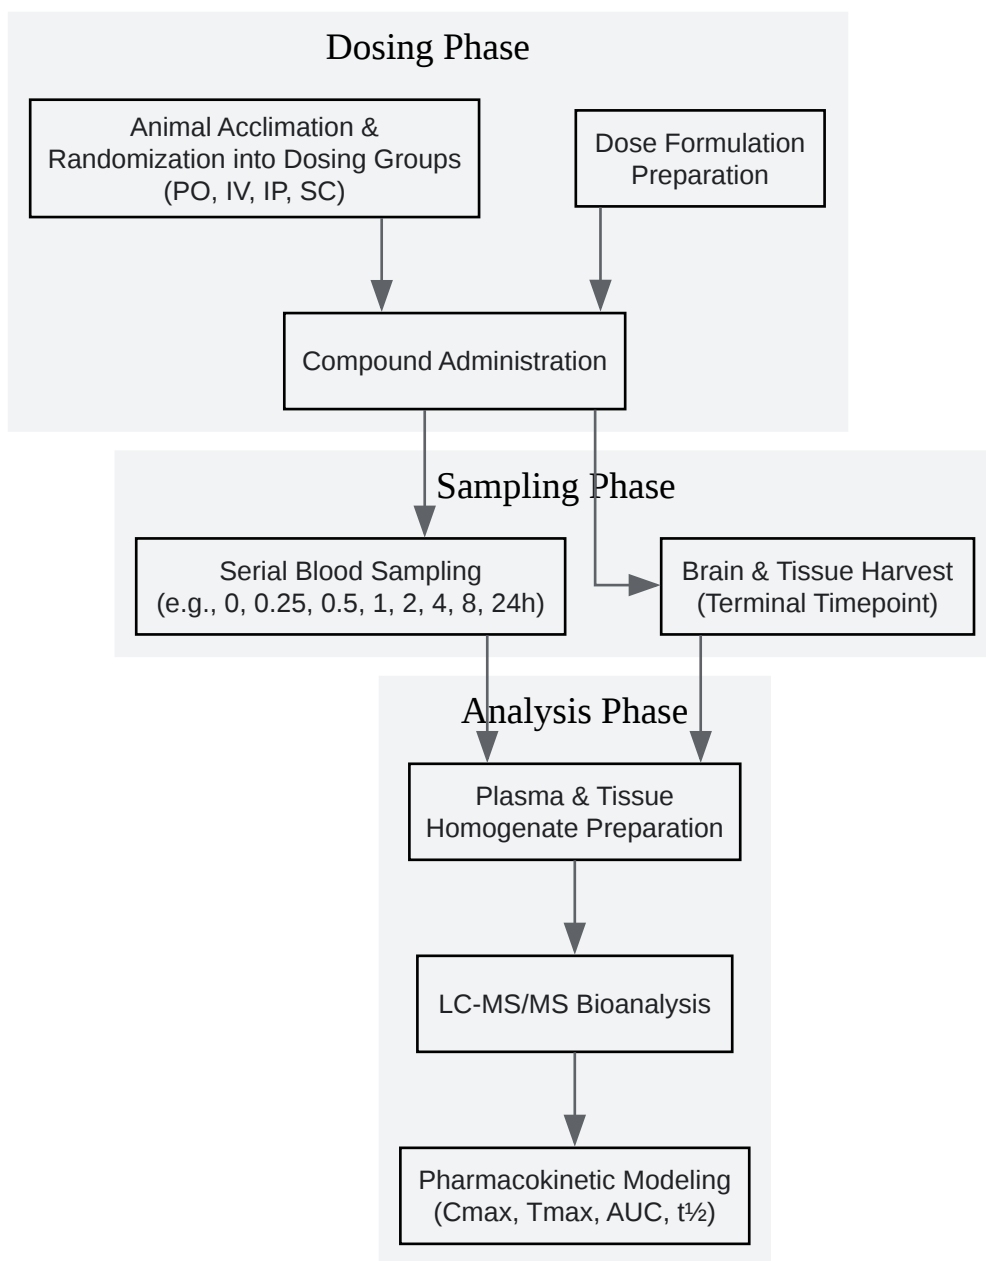 Dosing Phase
Animal Acclimation &
Randomization into Dosing Groups
(PO, IV, IP, SC)
Dose Formulation
Preparation
Compound Administration
Sampling Phase
Serial Blood Sampling
(e.g., 0, 0.25, 0.5, 1, 2, 4, 8, 24h)
Brain & Tissue Harvest
(Terminal Timepoint)
Analysis Phase
Plasma & Tissue
Homogenate Preparation
LC-MS/MS Bioanalysis
Pharmacokinetic Modeling
(Cmax, Tmax, AUC, t½)